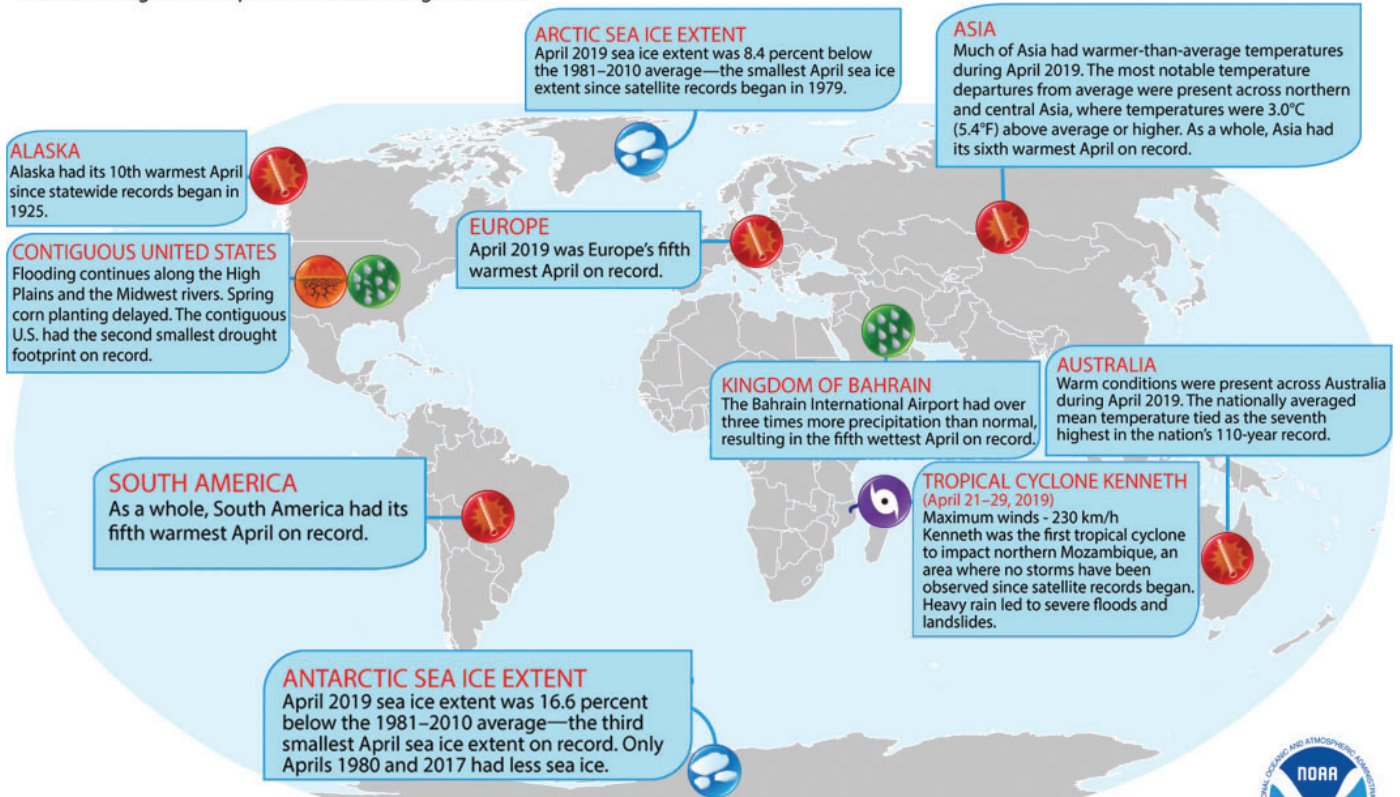 ARCTIC SEA ICE EXTENT
April 2019 sea ice extent was 8.4 percent below
the 1981–2010 average—the smallest April sea ice
extent since satellite records began in 1979.
ASIA
Much of Asia had warmer-than-average temperatures
during April 2019. The most notable temperature
departures from average were present across northern
and central Asia, where temperatures were 3.0°C
(5.4°F) above average or higher. As a whole, Asia had
its sixth warmest April on record.
ALASKA
Alaska had its 10th warmest April
since statewide records began in
1925.
CONTIGUOUS UNITED STATES
Flooding continues along the High
Plains and the Midwest rivers. Spring
corn planting delayed. The contiguous
U.S. had the second smallest drought
footprint on record.
EUROPE
April 2019 was Europe's fifth
warmest April on record.
KINGDOM OF BAHRAIN
The Bahrain International Airport had over
three times more precipitation than normal,
resulting in the fifth wettest April on record.
AUSTRALIA
Warm conditions were present across Australia
during April 2019. The nationally averaged
mean temperature tied as the seventh
highest in the nation's 110-year record.
SOUTH AMERICA
As a whole, South America had its
fifth warmest April on record.
TROPICAL CYCLONE KENNETH
(April 21–29, 2019)
Maximum winds - 230 km/h
Kenneth was the first tropical cyclone
to impact northern Mozambique, an
area where no storms have been
observed since satellite records began.
Heavy rain led to severe floods and
landslides.
ANTARCTIC SEA ICE EXTENT
April 2019 sea ice extent was 16.6 percent
below the 1981–2010 average—the third
smallest April sea ice extent on record. Only
Aprils 1980 and 2017 had less sea ice.
NOAA